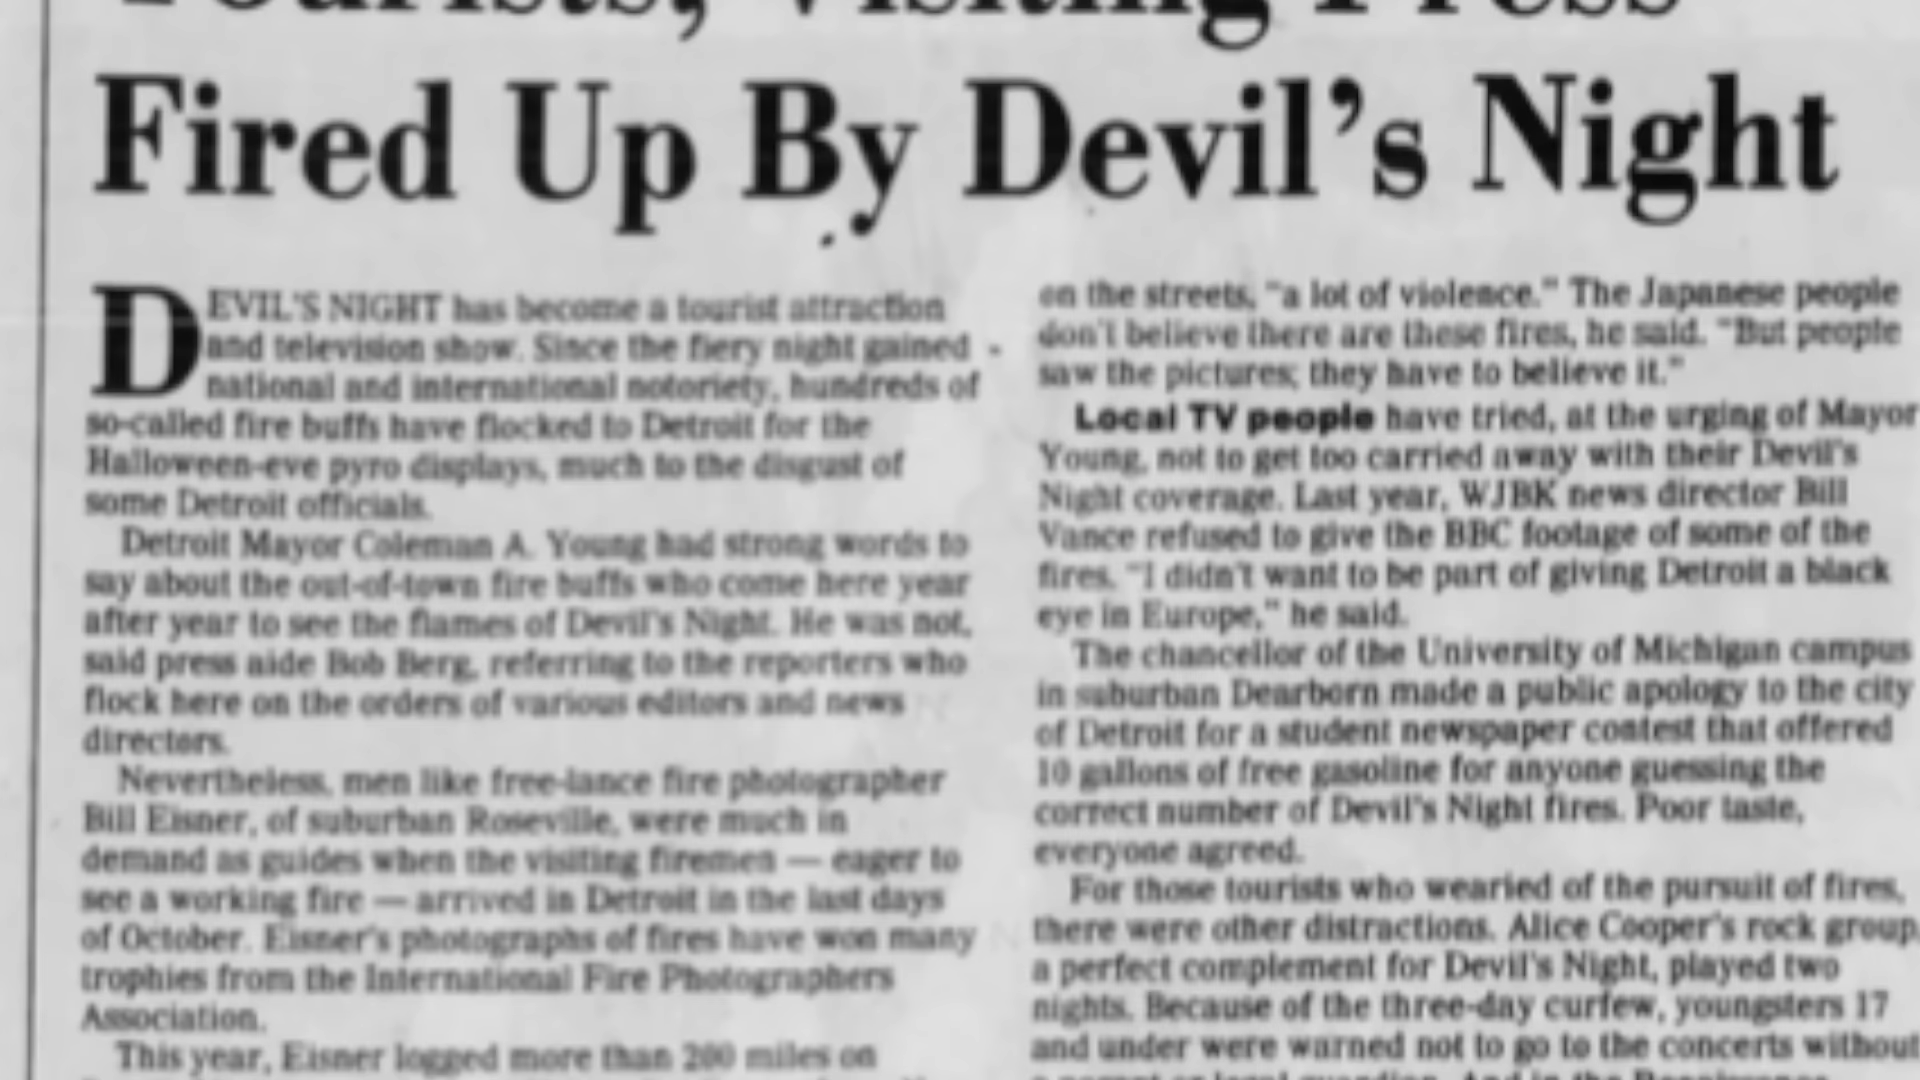 Tourists, Visiting Press
Fired Up By Devil's Night
DEVIL'S NIGHT has become a tourist attraction
and television show. Since the fiery night gained
national and international notoriety, hundreds of
so-called fire buffs have flocked to Detroit for the
Halloween-eve pyro displays, much to the disgust of
some Detroit officials.
Detroit Mayor Coleman A. Young had strong words to
say about the out-of-town fire buffs who come here year
after year to see the flames of Devil's Night. He was not,
said press aide Bob Berg, referring to the reporters who
flock here on the orders of various editors and news
directors.
Nevertheless, men like free-lance fire photographer
Bill Eisner, of suburban Roseville, were much in
demand as guides when the visiting firemen — eager to
see a working fire — arrived in Detroit in the last days
of October. Eisner's photographs of fires have won many
trophies from the International Fire Photographers
Association.
This year, Eisner logged more than 200 miles on
on the streets, "a lot of violence." The Japanese people
don't believe there are these fires, he said. "But people
saw the pictures; they have to believe it."
Local TV people have tried, at the urging of Mayor
Young, not to get too carried away with their Devil's
Night coverage. Last year, WJBK news director Bill
Vance refused to give the BBC footage of some of the
fires. "I didn't want to be part of giving Detroit a black
eye in Europe," he said.
The chancellor of the University of Michigan campus
in suburban Dearborn made a public apology to the city
of Detroit for a student newspaper contest that offered
10 gallons of free gasoline for anyone guessing the
correct number of Devil's Night fires. Poor taste,
everyone agreed.
For those tourists who wearied of the pursuit of fires,
there were other distractions. Alice Cooper's rock group,
a perfect complement for Devil's Night, played two
nights. Because of the three-day curfew, youngsters 17
and under were warned not to go to the concerts without